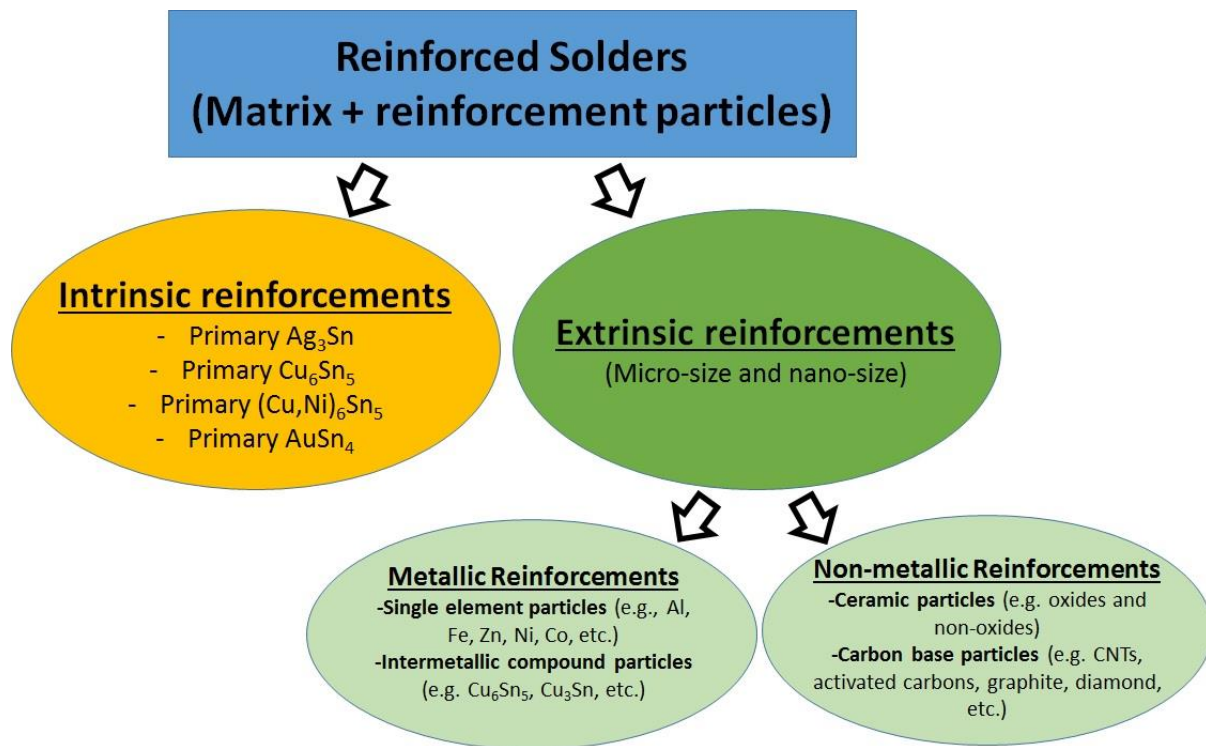 Reinforced Solders
(Matrix + reinforcement particles)
Intrinsic reinforcements
- Primary Ag₃Sn
- Primary Cu₆Sn₅
- Primary (Cu,Ni)₆Sn₅
- Primary AuSn₄
Extrinsic reinforcements
(Micro-size and nano-size)
Metallic Reinforcements
-Single element particles (e.g., Al,
Fe, Zn, Ni, Co, etc.)
-Intermetallic compound particles
(e.g. Cu₆Sn₅, Cu₃Sn, etc.)
Non-metallic Reinforcements
-Ceramic particles (e.g. oxides and
non-oxides)
-Carbon base particles (e.g. CNTs,
activated carbons, graphite, diamond,
etc.)